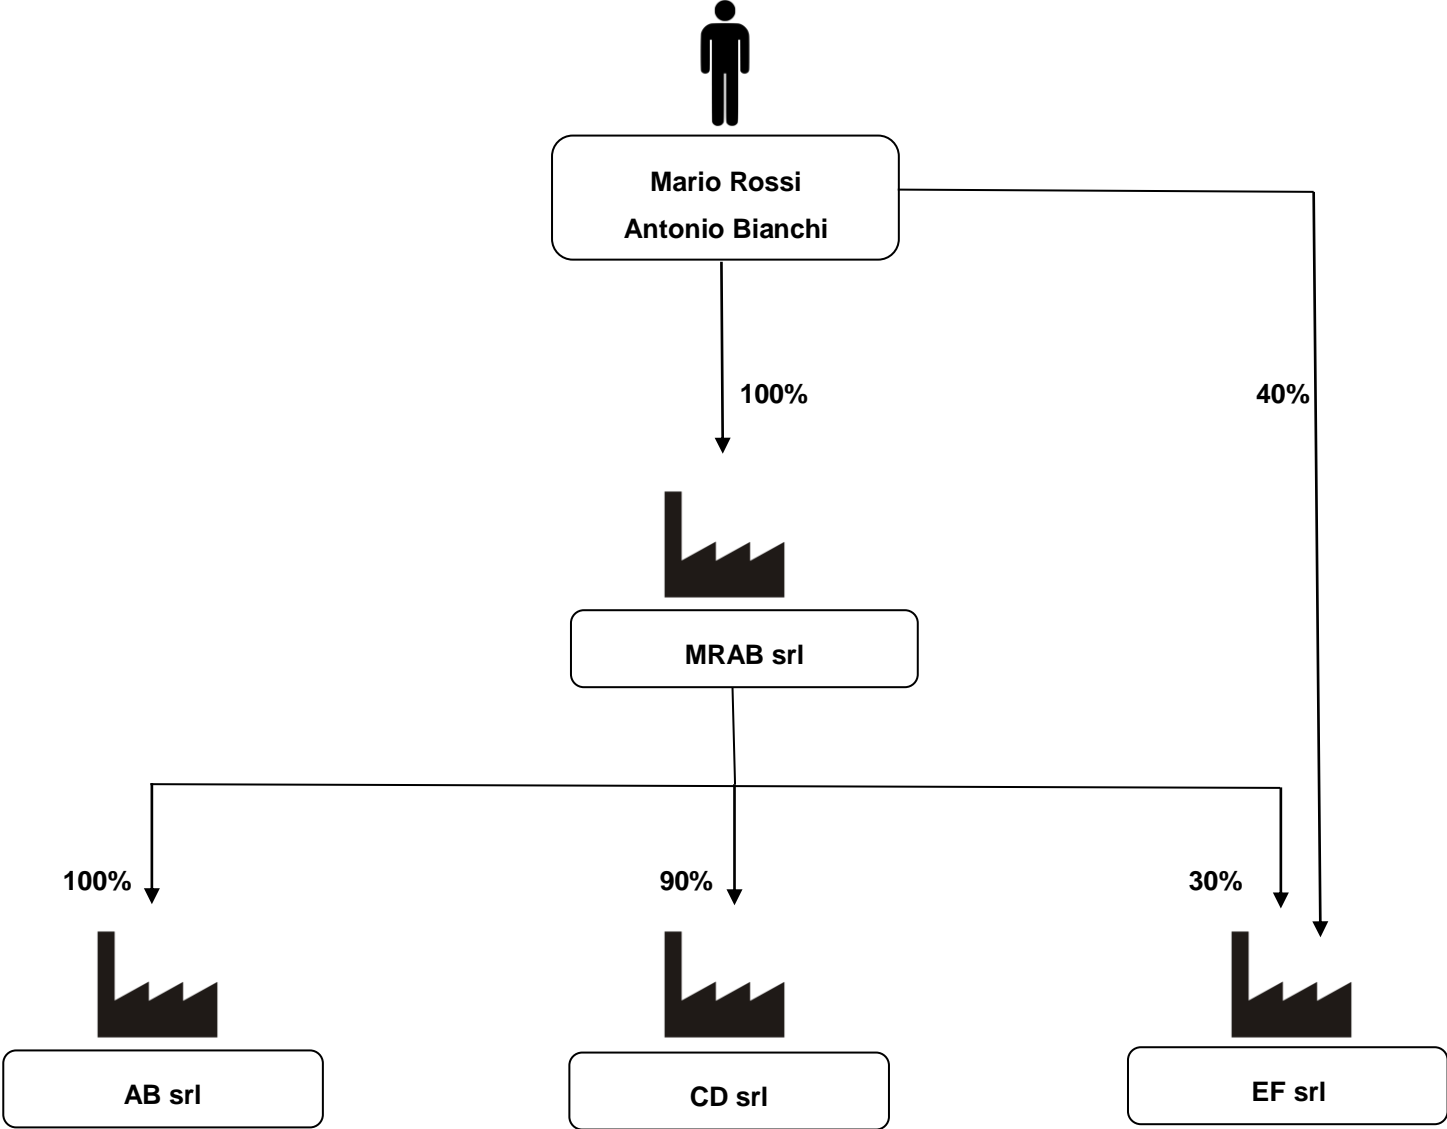 Mario Rossi
Antonio Bianchi
100%
40%
MRAB srl
100%
90%
30%
AB srl
CD srl
EF srl